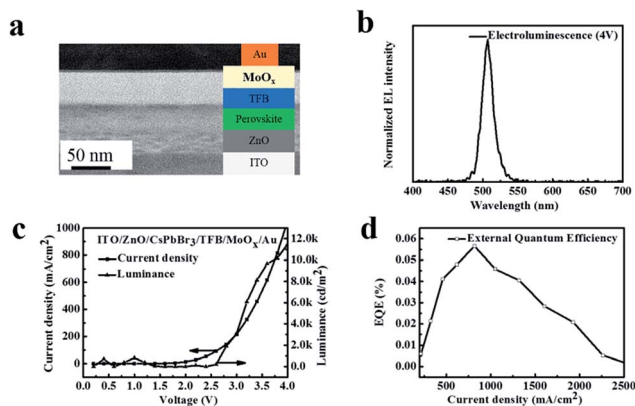 a
Au
MoOₓ
TFB
Perovskite
ZnO
ITO
50 nm
b
Electroluminescence (4V)
Normalized EL intensity
400 450 500 550 600 650 700
Wavelength (nm)
c
ITO/ZnO/CsPbBr₃/TFB/MoOₓ/Au
Current density
Luminance
Current density (mA/cm²)
1000
800
600
400
200
0
12.0k
10.0k
8.0k
6.0k
4.0k
2.0k
0.0
Luminance (cd/m²)
0.0 0.5 1.0 1.5 2.0 2.5 3.0 3.5 4.0
Voltage (V)
d
External Quantum Efficiency
EQE (%)
0.06
0.05
0.04
0.03
0.02
0.01
0.00
500 1000 1500 2000 2500
Current density (mA/cm²)